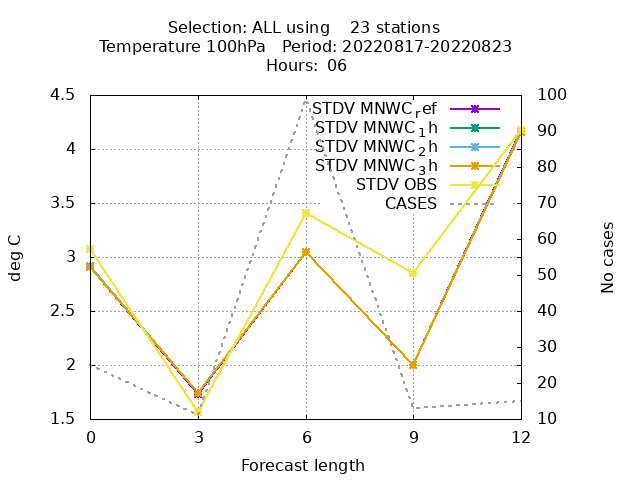 Selection: ALL using    23 stations
Temperature 100hPa   Period: 20220817-20220823
Hours:  06
STDV MNWC_ref
STDV MNWC_1h
STDV MNWC_2h
STDV MNWC_3h
STDV OBS
CASES
4.5
4
3.5
3
2.5
2
1.5
deg C
100
90
80
70
60
50
40
30
20
10
No cases
0 3 6 9 12
Forecast length